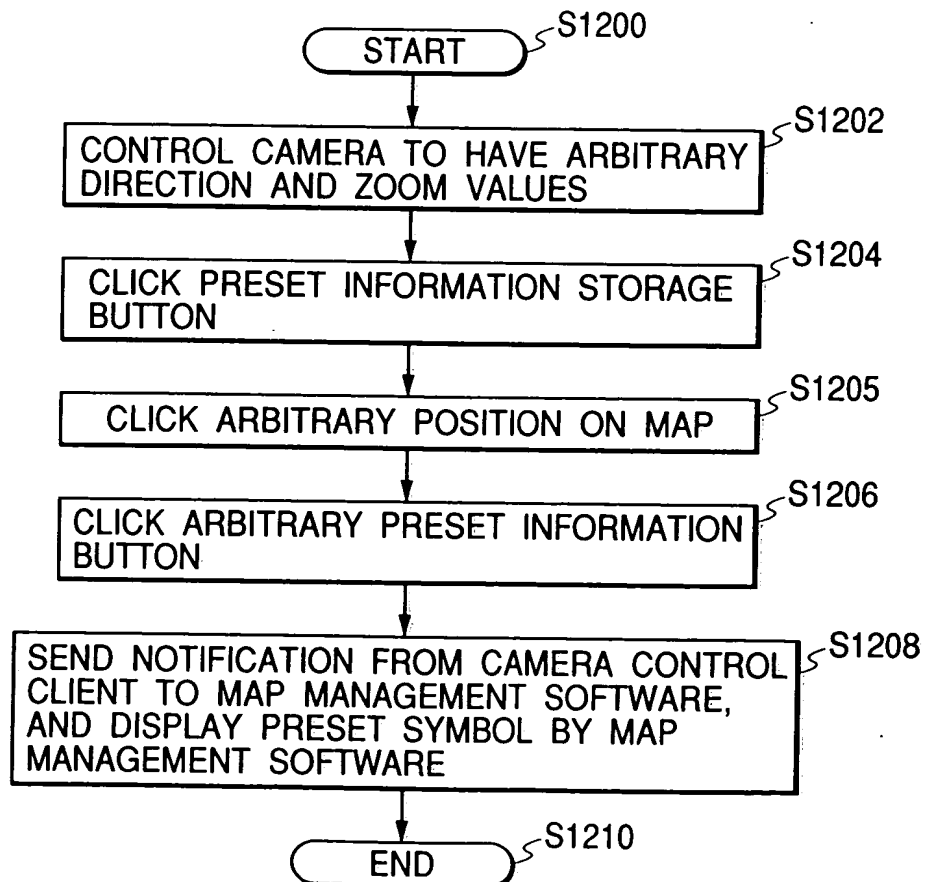 START
S1200
S1202
CONTROL CAMERA TO HAVE ARBITRARY
DIRECTION AND ZOOM VALUES
S1204
CLICK PRESET INFORMATION STORAGE
BUTTON
S1205
CLICK ARBITRARY POSITION ON MAP
S1206
CLICK ARBITRARY PRESET INFORMATION
BUTTON
S1208
SEND NOTIFICATION FROM CAMERA CONTROL
CLIENT TO MAP MANAGEMENT SOFTWARE,
AND DISPLAY PRESET SYMBOL BY MAP
MANAGEMENT SOFTWARE
S1210
END